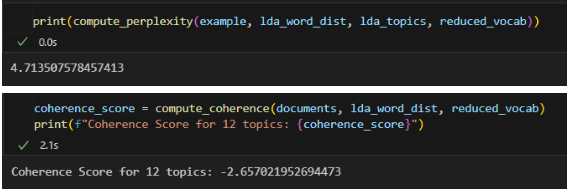 print(compute_perplexity(example, lda_word_dist, lda_topics, reduced_vocab))
✓ 0.0s
4.713507578457413
coherence_score = compute_coherence(documents, lda_word_dist, reduced_vocab)
print(f"Coherence Score for 12 topics: {coherence_score}")
✓ 2.1s
Coherence Score for 12 topics: -2.657021952694473